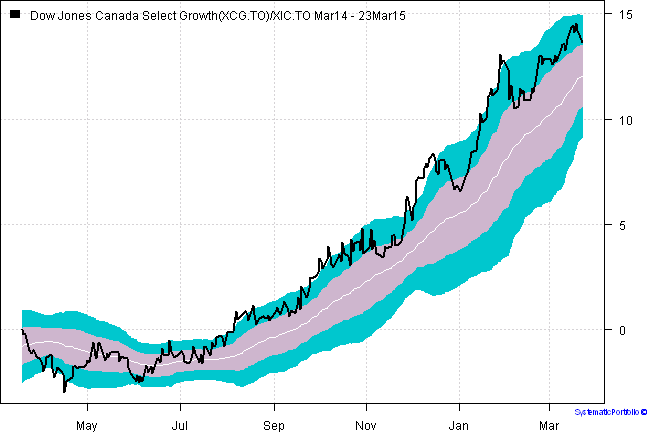 Dow Jones Canada Select Growth(XCG.TO)/XIC.TO Mar14 - 23Mar15
15
10
5
0
May Jul Sep Nov Jan Mar
SystematicPortfolio ©